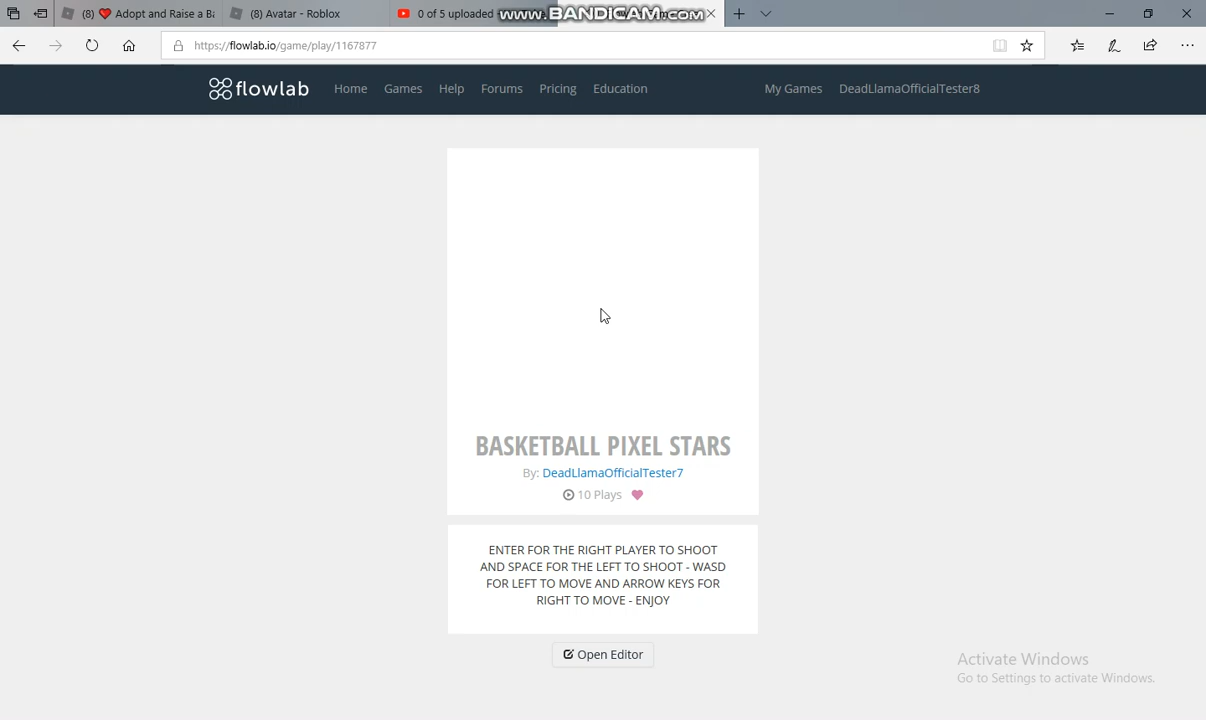 (8) ❤ Adopt and Raise a Ba
(8) Avatar - Roblox
0 of 5 uploaded
www.BANDICAM.com
https://flowlab.io/game/play/1167877
flowlab
Home
Games
Help
Forums
Pricing
Education
My Games
DeadLlamaOfficialTester8
BASKETBALL PIXEL STARS
By: DeadLlamaOfficialTester7
10 Plays
ENTER FOR THE RIGHT PLAYER TO SHOOT
AND SPACE FOR THE LEFT TO SHOOT - WASD
FOR LEFT TO MOVE AND ARROW KEYS FOR
RIGHT TO MOVE - ENJOY
Open Editor
Activate Windows
Go to Settings to activate Windows.